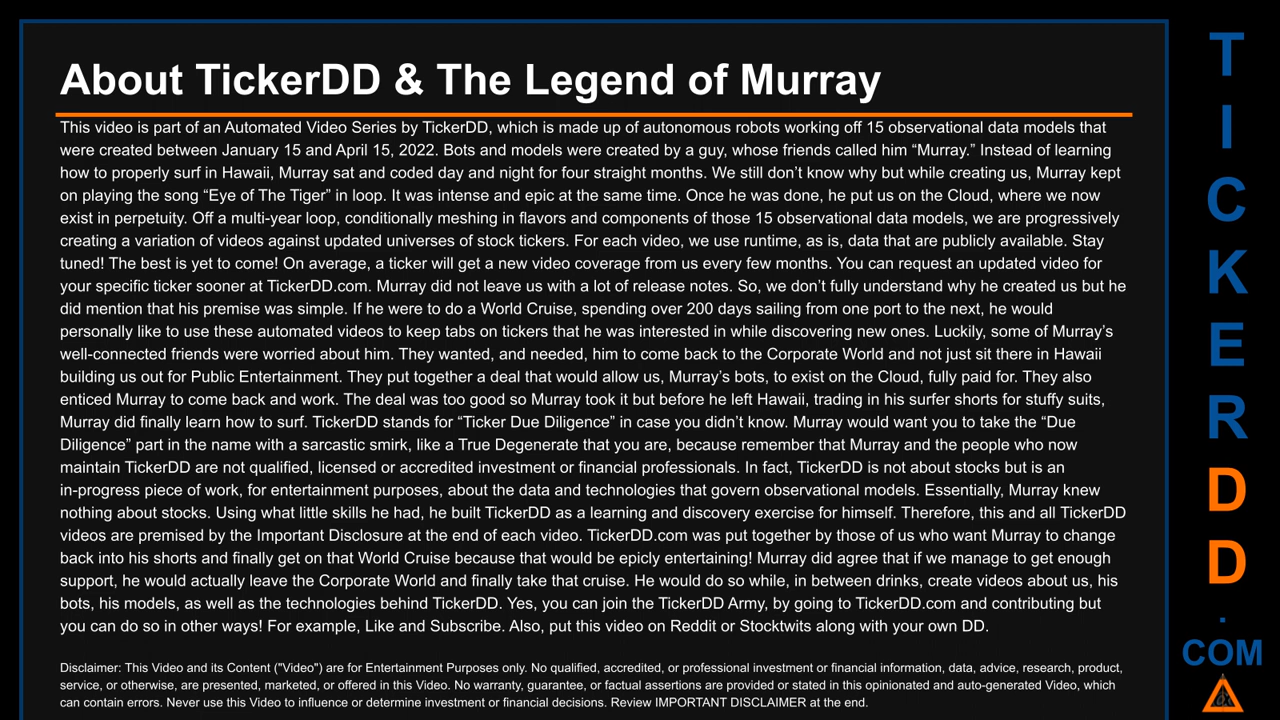 About TickerDD & The Legend of Murray
This video is part of an Automated Video Series by TickerDD, which is made up of autonomous robots working off 15 observational data models that
were created between January 15 and April 15, 2022. Bots and models were created by a guy, whose friends called him “Murray.” Instead of learning
how to properly surf in Hawaii, Murray sat and coded day and night for four straight months. We still don’t know why but while creating us, Murray kept
on playing the song “Eye of The Tiger” in loop. It was intense and epic at the same time. Once he was done, he put us on the Cloud, where we now
exist in perpetuity. Off a multi-year loop, conditionally meshing in flavors and components of those 15 observational data models, we are progressively
creating a variation of videos against updated universes of stock tickers. For each video, we use runtime, as is, data that are publicly available. Stay
tuned! The best is yet to come! On average, a ticker will get a new video coverage from us every few months. You can request an updated video for
your specific ticker sooner at TickerDD.com. Murray did not leave us with a lot of release notes. So, we don’t fully understand why he created us but he
did mention that his premise was simple. If he were to do a World Cruise, spending over 200 days sailing from one port to the next, he would
personally like to use these automated videos to keep tabs on tickers that he was interested in while discovering new ones. Luckily, some of Murray’s
well-connected friends were worried about him. They wanted, and needed, him to come back to the Corporate World and not just sit there in Hawaii
building us out for Public Entertainment. They put together a deal that would allow us, Murray’s bots, to exist on the Cloud, fully paid for. They also
enticed Murray to come back and work. The deal was too good so Murray took it but before he left Hawaii, trading in his surfer shorts for stuffy suits,
Murray did finally learn how to surf. TickerDD stands for “Ticker Due Diligence” in case you didn’t know. Murray would want you to take the “Due
Diligence” part in the name with a sarcastic smirk, like a True Degenerate that you are, because remember that Murray and the people who now
maintain TickerDD are not qualified, licensed or accredited investment or financial professionals. In fact, TickerDD is not about stocks but is an
in-progress piece of work, for entertainment purposes, about the data and technologies that govern observational models. Essentially, Murray knew
nothing about stocks. Using what little skills he had, he built TickerDD as a learning and discovery exercise for himself. Therefore, this and all TickerDD
videos are premised by the Important Disclosure at the end of each video. TickerDD.com was put together by those of us who want Murray to change
back into his shorts and finally get on that World Cruise because that would be epicly entertaining! Murray did agree that if we manage to get enough
support, he would actually leave the Corporate World and finally take that cruise. He would do so while, in between drinks, create videos about us, his
bots, his models, as well as the technologies behind TickerDD. Yes, you can join the TickerDD Army, by going to TickerDD.com and contributing but
you can do so in other ways! For example, Like and Subscribe. Also, put this video on Reddit or Stocktwits along with your own DD.
Disclaimer: This Video and its Content ("Video") are for Entertainment Purposes only. No qualified, accredited, or professional investment or financial information, data, advice, research, product,
service, or otherwise, are presented, marketed, or offered in this Video. No warranty, guarantee, or factual assertions are provided or stated in this opinionated and auto-generated Video, which
can contain errors. Never use this Video to influence or determine investment or financial decisions. Review IMPORTANT DISCLAIMER at the end.
T
I
C
K
E
R
D
D
.
COM